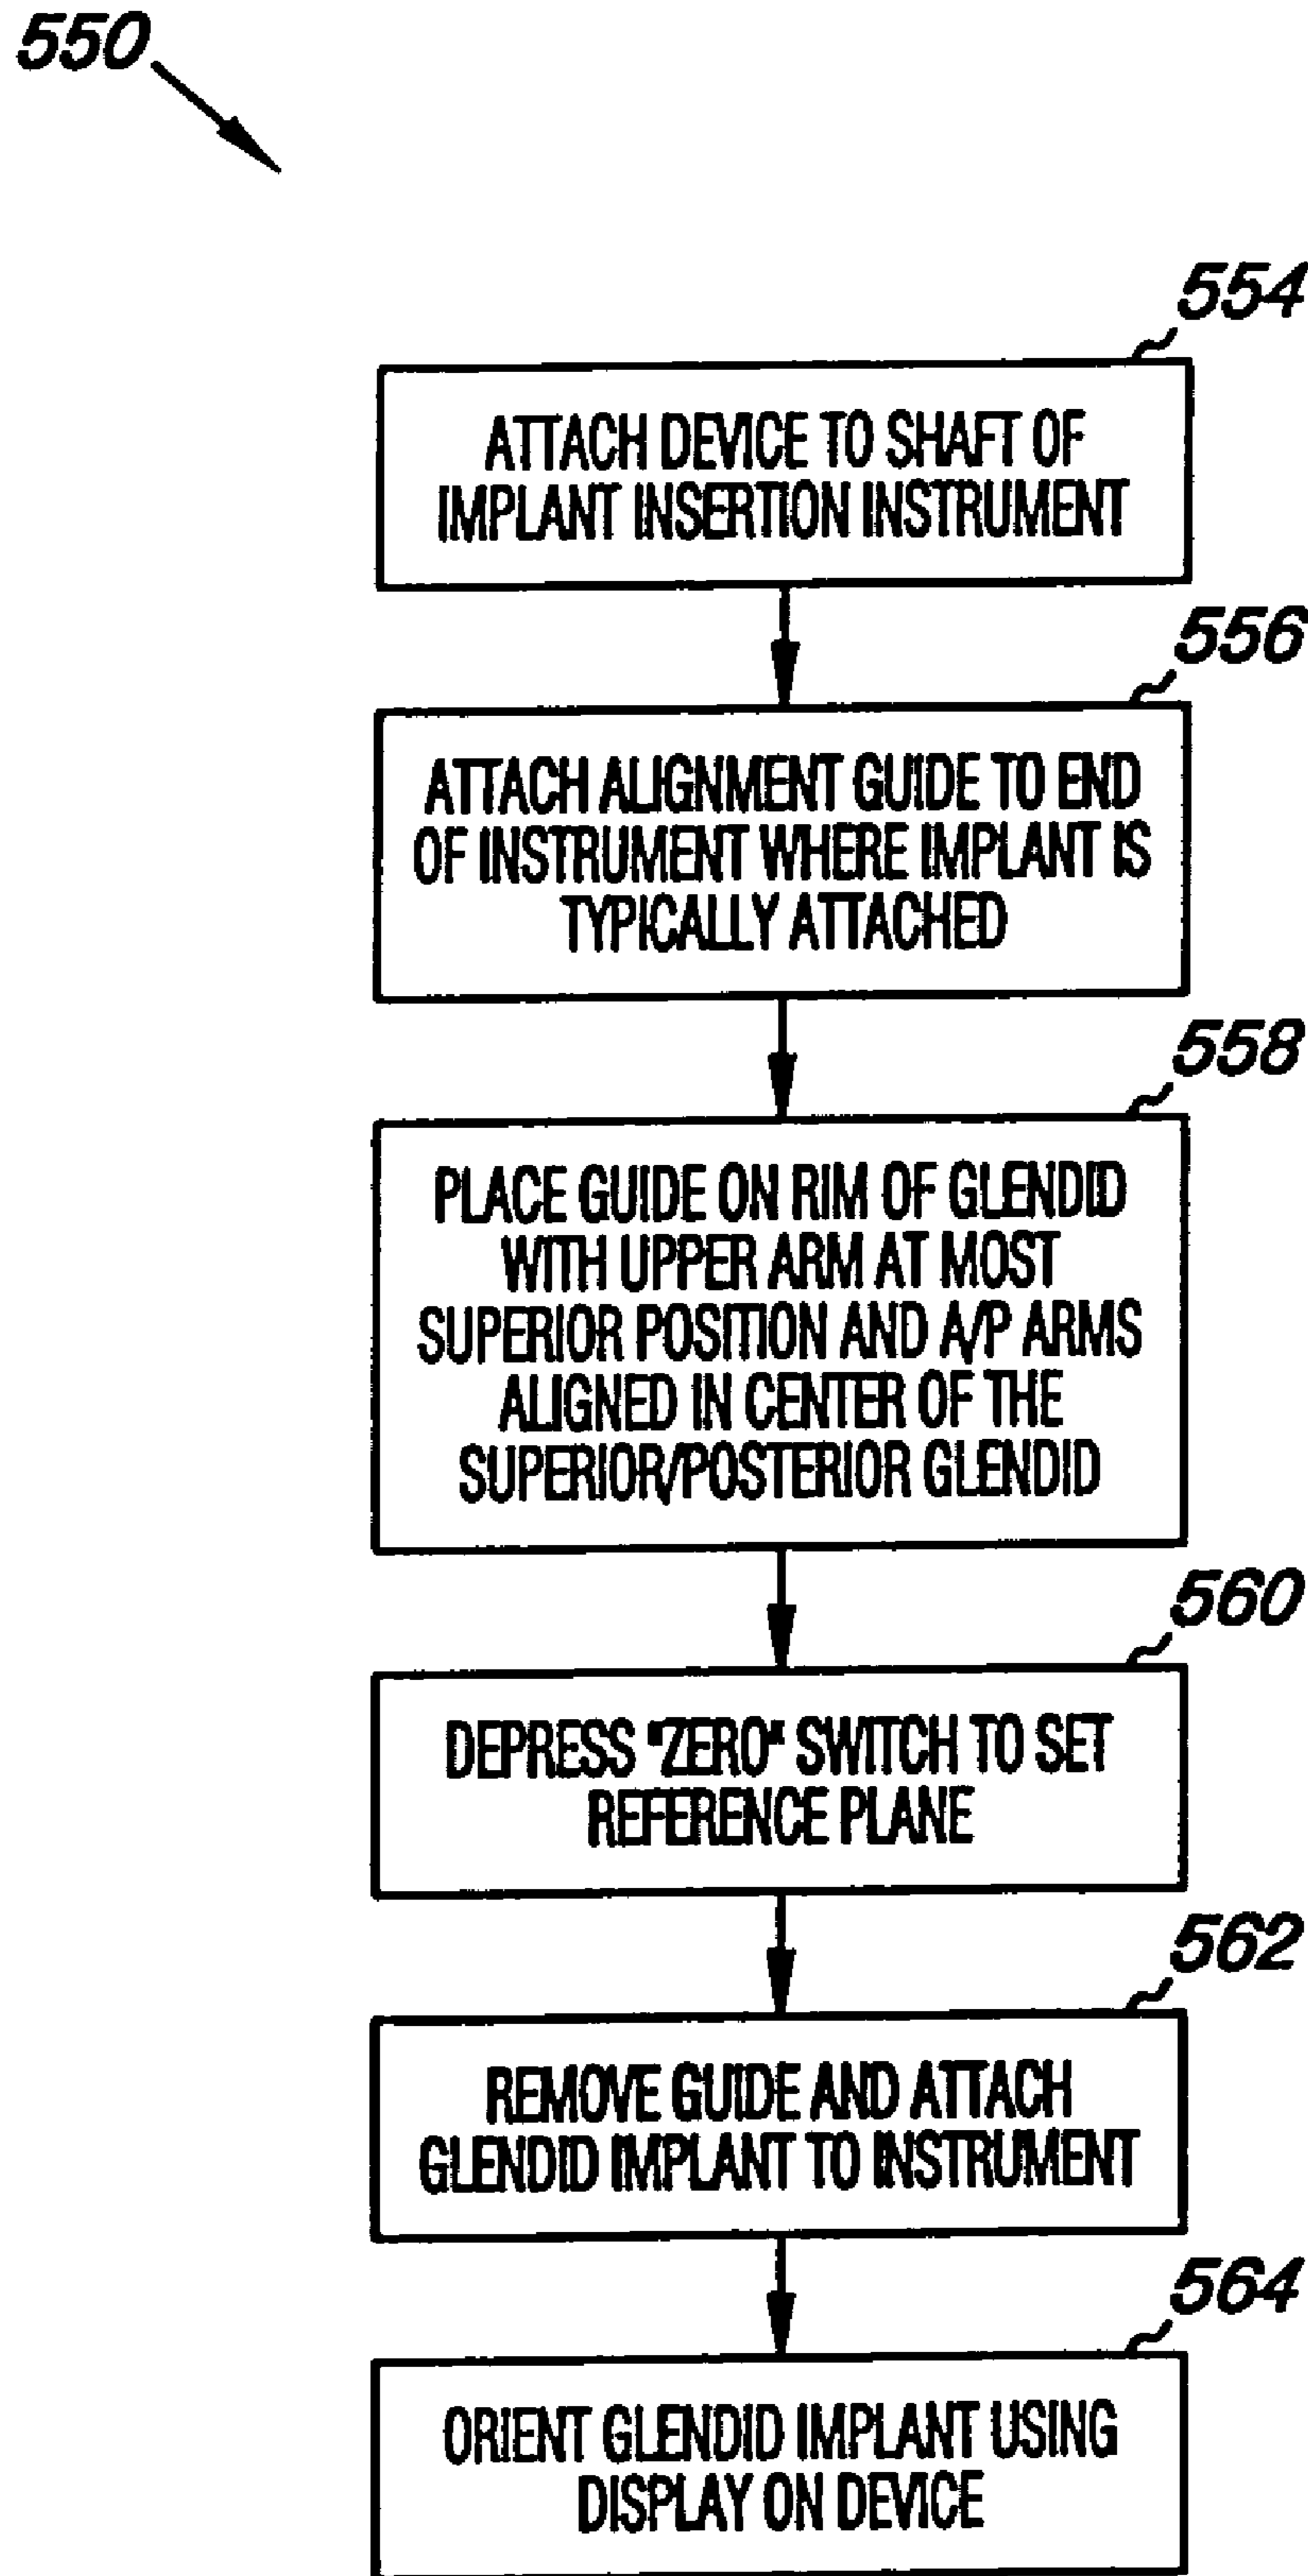 550
554
ATTACH DEVICE TO SHAFT OF
IMPLANT INSERTION INSTRUMENT
556
ATTACH ALIGNMENT GUIDE TO END
OF INSTRUMENT WHERE IMPLANT IS
TYPICALLY ATTACHED
558
PLACE GUIDE ON RIM OF GLENDID
WITH UPPER ARM AT MOST
SUPERIOR POSITION AND A/P ARMS
ALIGNED IN CENTER OF THE
SUPERIOR/POSTERIOR GLENDID
560
DEPRESS "ZERO" SWITCH TO SET
REFERENCE PLANE
562
REMOVE GUIDE AND ATTACH
GLENDID IMPLANT TO INSTRUMENT
564
ORIENT GLENDID IMPLANT USING
DISPLAY ON DEVICE